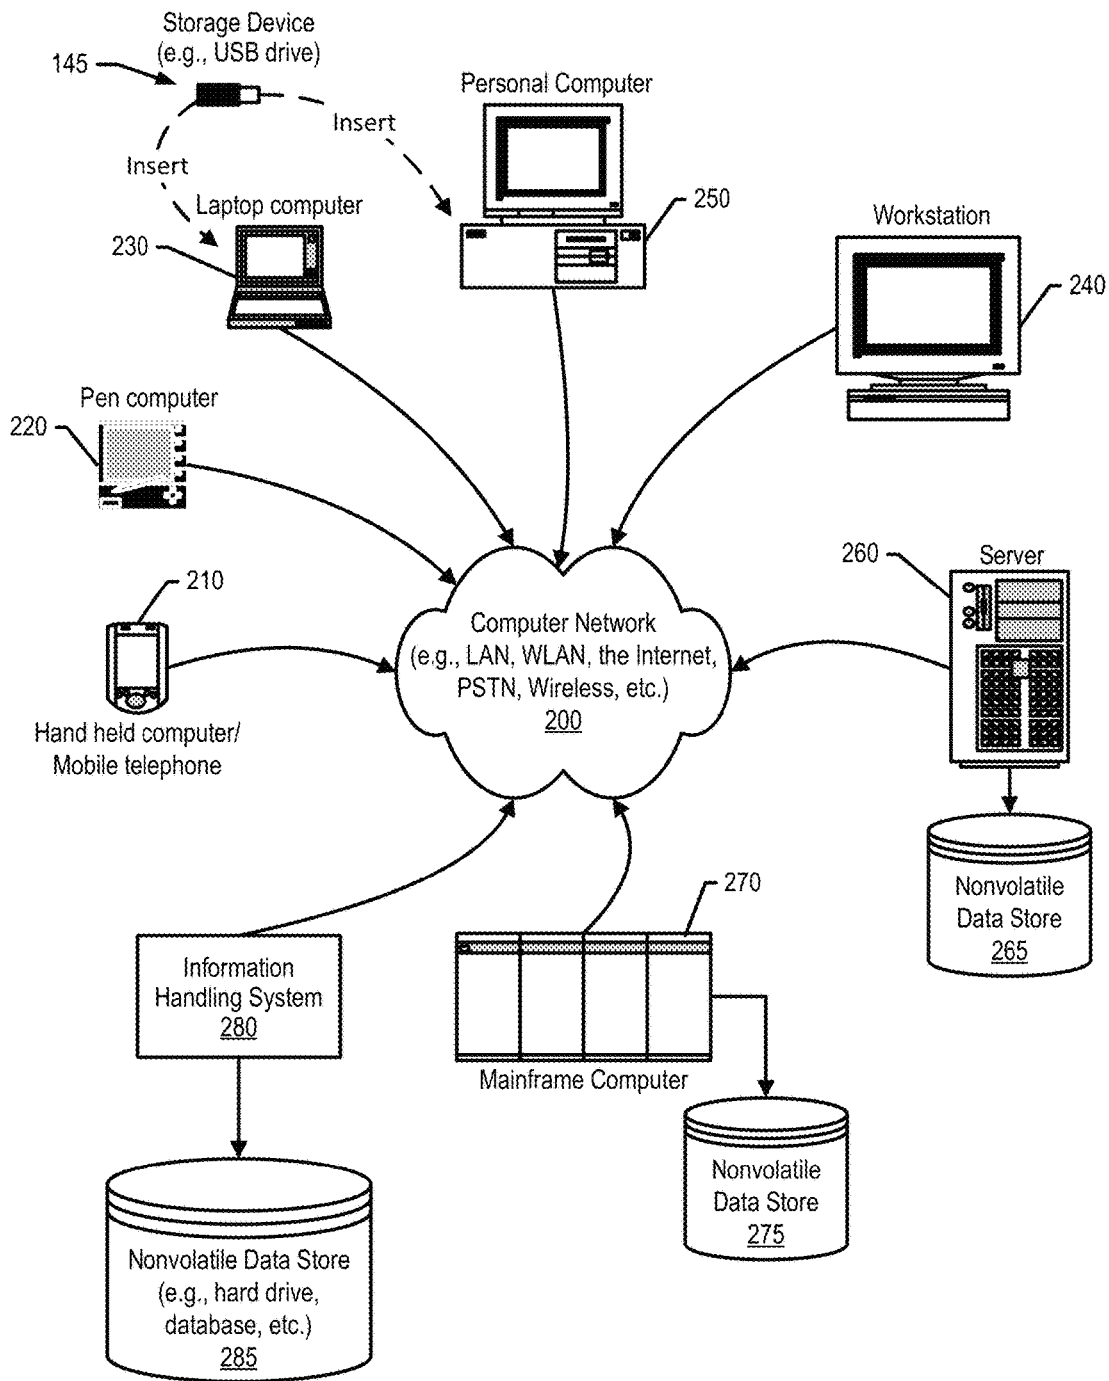 Storage Device
(e.g., USB drive)
145
Insert
Insert
Personal Computer
250
Laptop computer
230
Workstation
240
Pen computer
220
210
Hand held computer/
Mobile telephone
Computer Network
(e.g., LAN, WLAN, the Internet,
PSTN, Wireless, etc.)
200
260
Server
Nonvolatile
Data Store
265
270
Mainframe Computer
Nonvolatile
Data Store
275
Information
Handling System
280
Nonvolatile Data Store
(e.g., hard drive,
database, etc.)
285